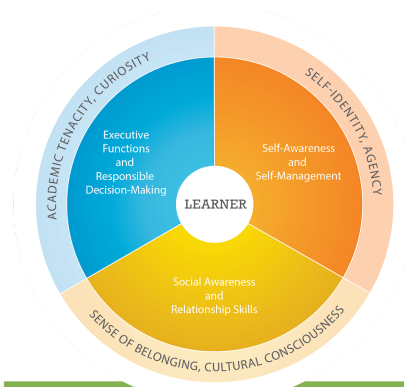 ACADEMIC TENACITY, CURIOSITY
SELF-IDENTITY, AGENCY
Executive
Functions
and
Responsible
Decision-Making
Self-Awareness
and
Self-Management
LEARNER
Social Awareness
and
Relationship Skills
SENSE OF BELONGING, CULTURAL CONSCIOUSNESS